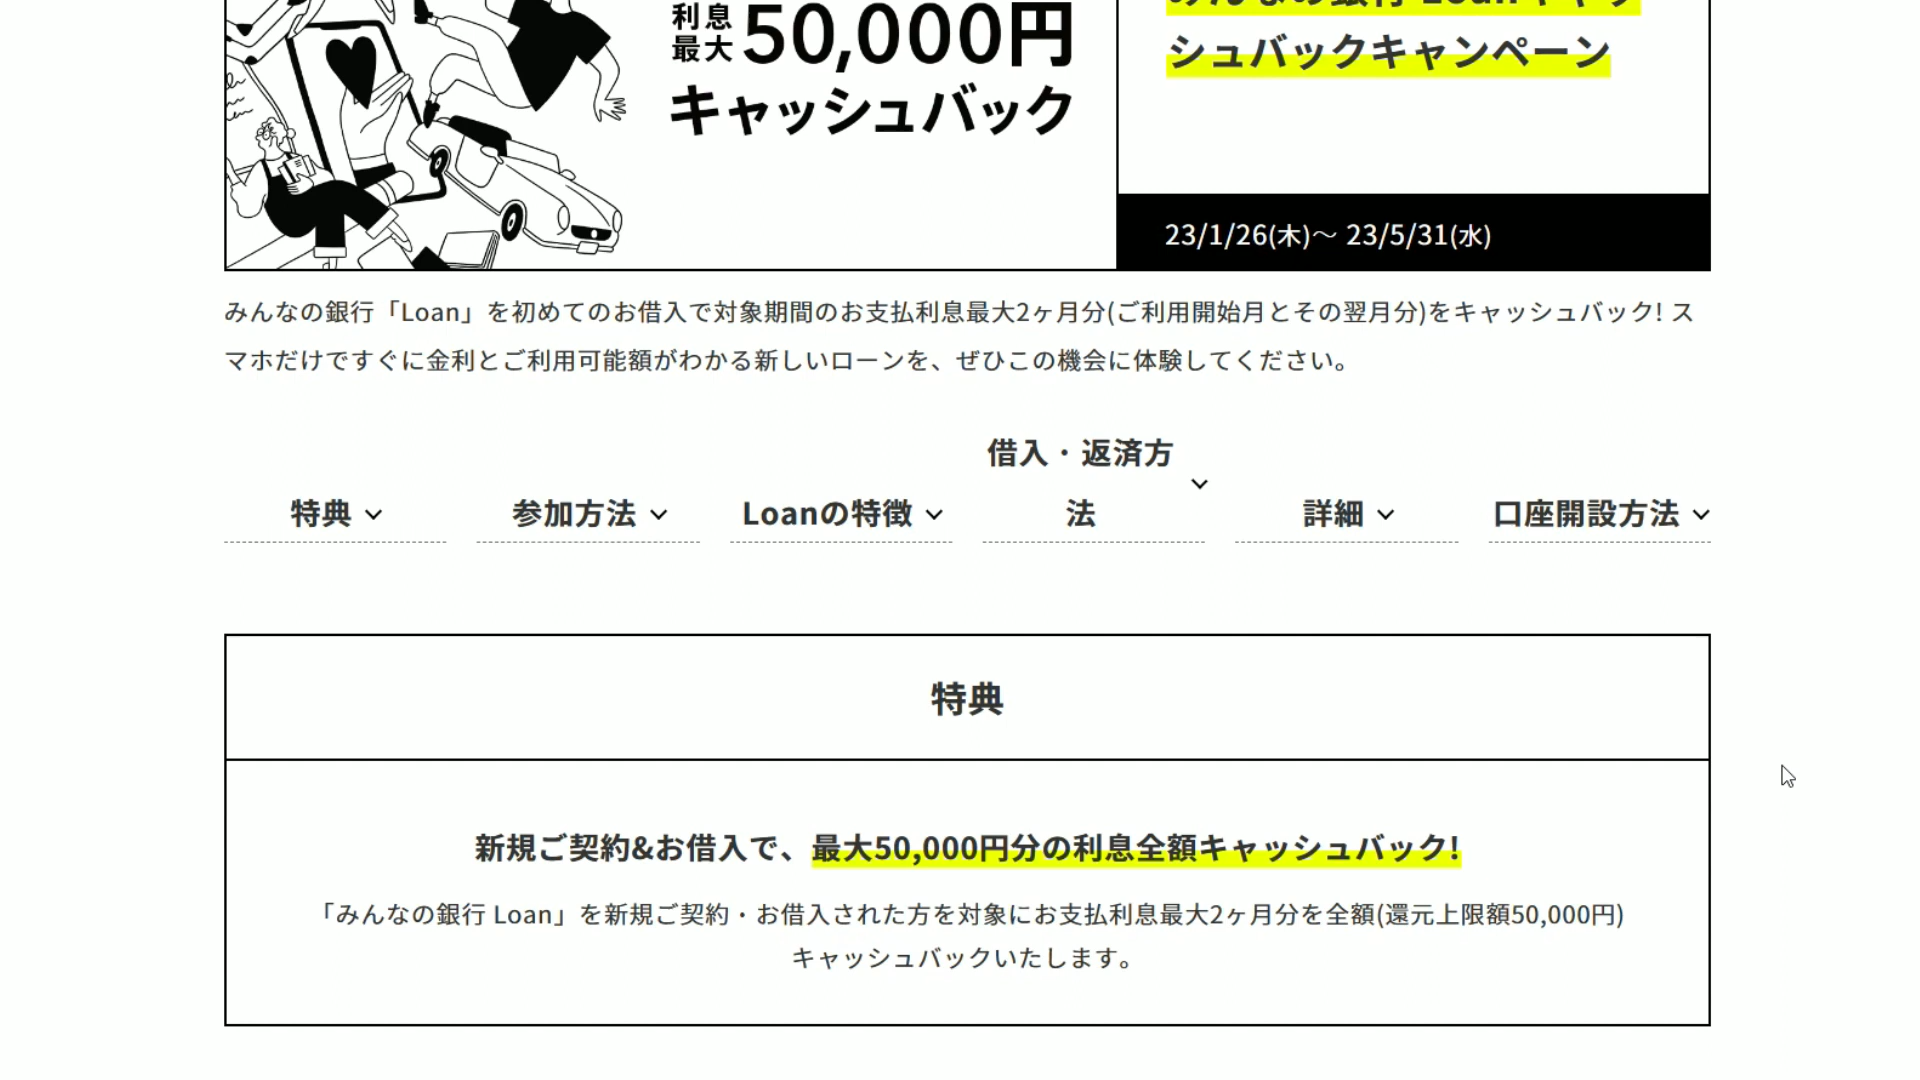 利息
最大
50,000円
キャッシュバック
みんなの銀行 Loan キャッ
シュバックキャンペーン
23/1/26(木)～ 23/5/31(水)
みんなの銀行「Loan」を初めてのお借入で対象期間のお支払利息最大2ヶ月分(ご利用開始月とその翌月分)をキャッシュバック! ス
マホだけですぐに金利とご利用可能額がわかる新しいローンを、ぜひこの機会に体験してください。
特典
参加方法
Loanの特徴
借入・返済方
法
詳細
口座開設方法
特典
新規ご契約&お借入で、最大50,000円分の利息全額キャッシュバック!
「みんなの銀行 Loan」を新規ご契約・お借入された方を対象にお支払利息最大2ヶ月分を全額(還元上限額50,000円)
キャッシュバックいたします。